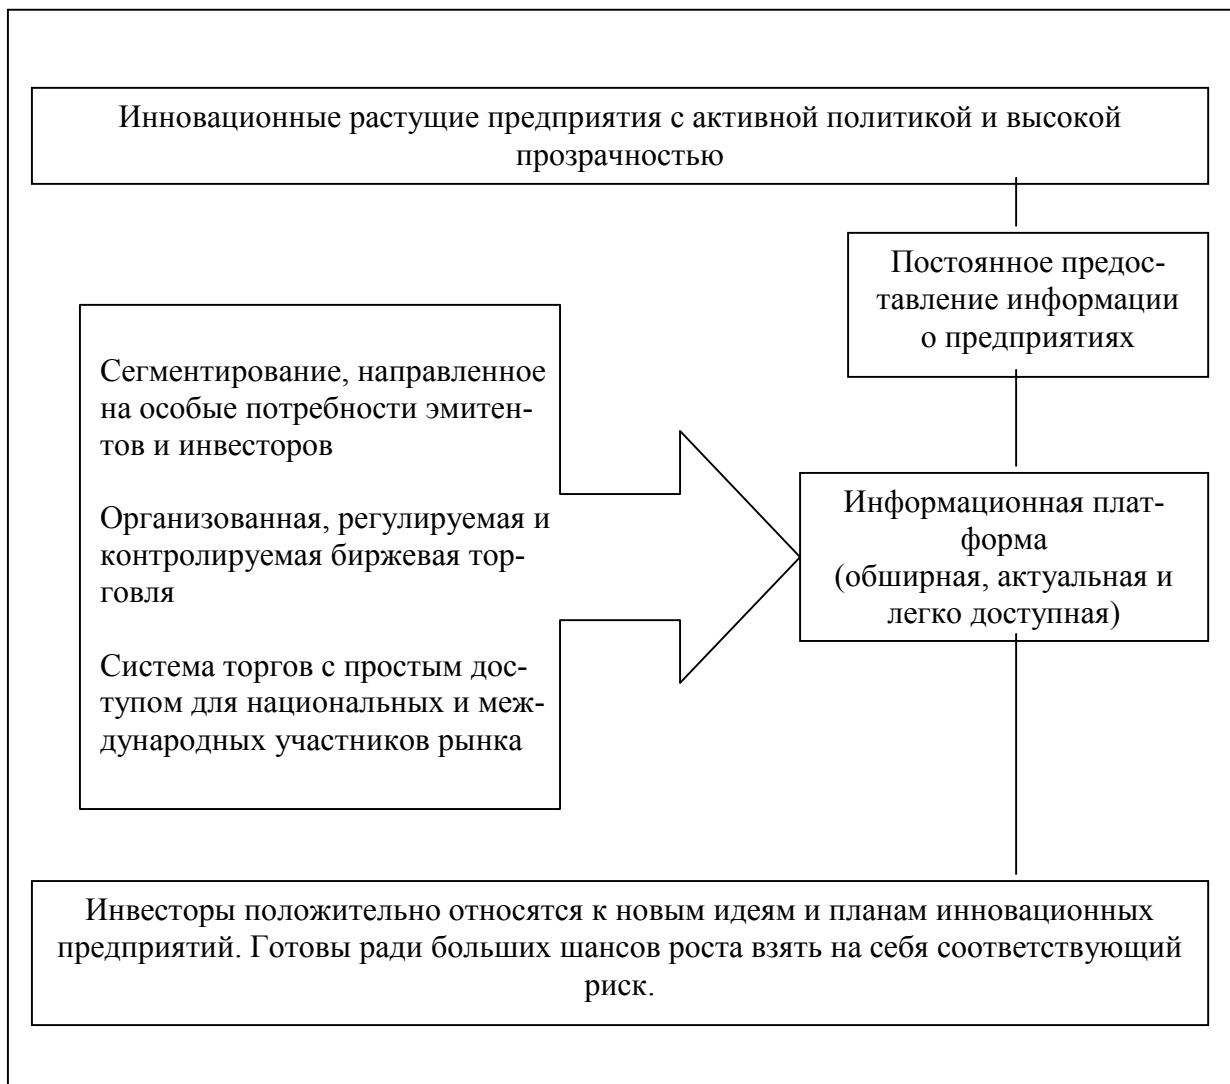 Инновационные растущие предприятия с активной политикой и высокой
прозрачностью
Постоянное предос-
тавление информации
о предприятиях
Сегментирование, направленное
на особые потребности эмитен-
тов и инвесторов
Организованная, регулируемая и
контролируемая биржевая тор-
говля
Система торгов с простым дос-
тупом для национальных и меж-
дународных участников рынка
Информационная плат-
форма
(обширная, актуальная и
легко доступная)
Инвесторы положительно относятся к новым идеям и планам инновационных
предприятий. Готовы ради больших шансов роста взять на себя соответствующий
риск.